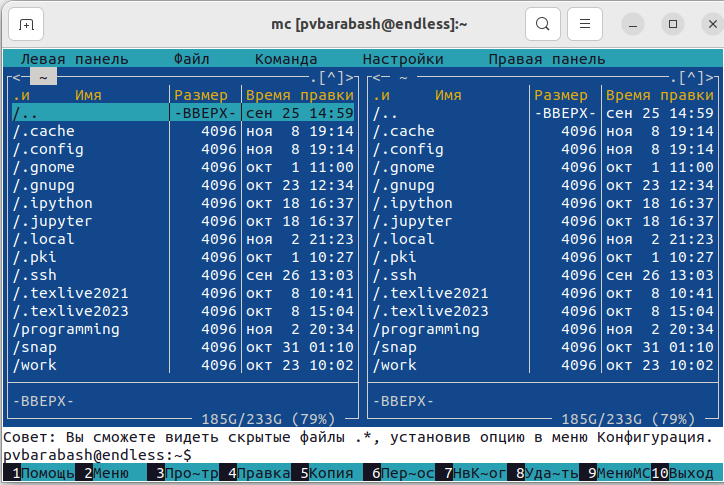 mc [pvbarabash@endless]:~
Левая панель Файл Команда Настройки Правая панель
<─ ~ .[^]> <─ ~ .[^]>
.и Имя Размер Время правки .и Имя Размер Время правки
/.. -ВВЕРХ- сен 25 14:59 /.. -ВВЕРХ- сен 25 14:59
/.cache 4096 ноя 8 19:14 /.cache 4096 ноя 8 19:14
/.config 4096 ноя 8 19:14 /.config 4096 ноя 8 19:14
/.gnome 4096 окт 1 11:00 /.gnome 4096 окт 1 11:00
/.gnupg 4096 окт 23 12:34 /.gnupg 4096 окт 23 12:34
/.ipython 4096 окт 18 16:37 /.ipython 4096 окт 18 16:37
/.jupyter 4096 окт 18 16:37 /.jupyter 4096 окт 18 16:37
/.local 4096 ноя 2 21:23 /.local 4096 ноя 2 21:23
/.pki 4096 окт 1 10:27 /.pki 4096 окт 1 10:27
/.ssh 4096 сен 26 13:03 /.ssh 4096 сен 26 13:03
/.texlive2021 4096 окт 8 10:41 /.texlive2021 4096 окт 8 10:41
/.texlive2023 4096 окт 8 15:04 /.texlive2023 4096 окт 8 15:04
/programming 4096 ноя 2 20:34 /programming 4096 ноя 2 20:34
/snap 4096 окт 31 01:10 /snap 4096 окт 31 01:10
/work 4096 окт 23 10:02 /work 4096 окт 23 10:02
-ВВЕРХ- -ВВЕРХ-
185G/233G (79%) 185G/233G (79%)
Совет: Вы сможете видеть скрытые файлы .*, установив опцию в меню Конфигурация.
pvbarabash@endless:~$
1Помощь 2Меню 3Про~тр 4Правка 5Копия 6Пер~ос 7НвК~ог 8Уда~ть 9МенюMC 10Выход